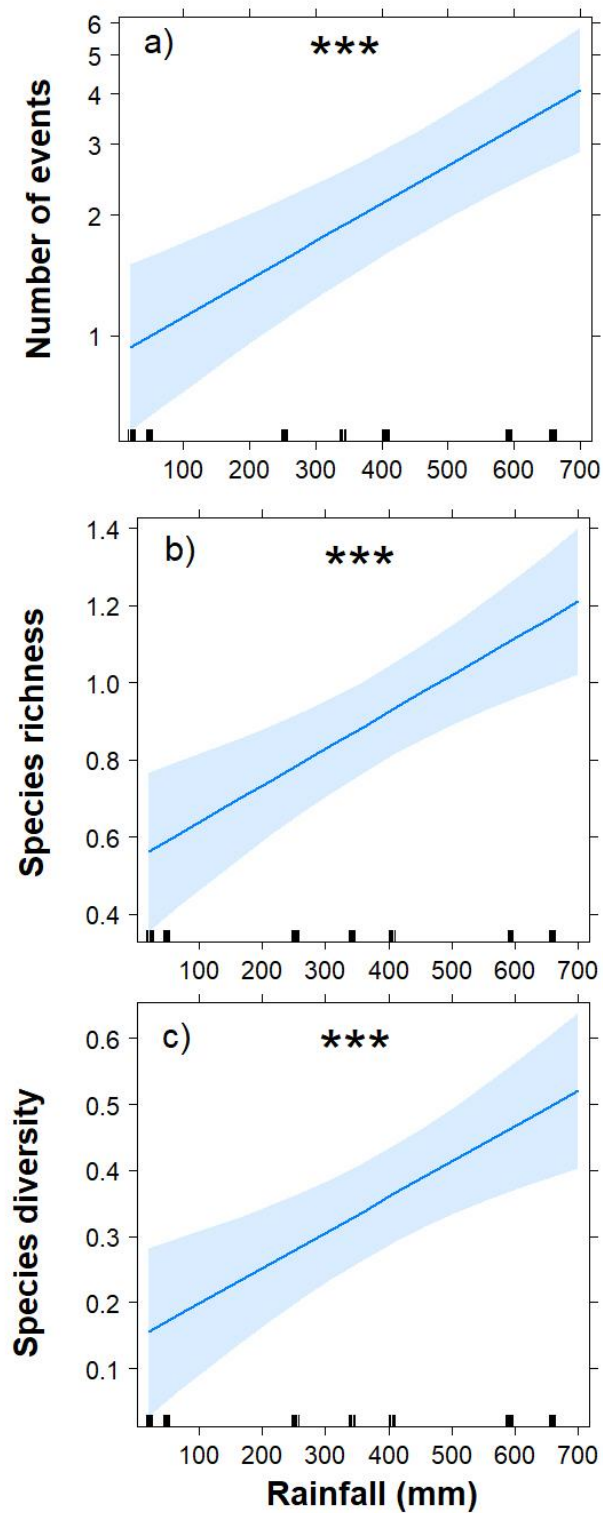 a)
***
Number of events
6
5
4
3
2
1
100 200 300 400 500 600 700
b)
***
Species richness
1.4
1.2
1.0
0.8
0.6
0.4
100 200 300 400 500 600 700
c)
***
Species diversity
0.6
0.5
0.4
0.3
0.2
0.1
100 200 300 400 500 600 700
Rainfall (mm)